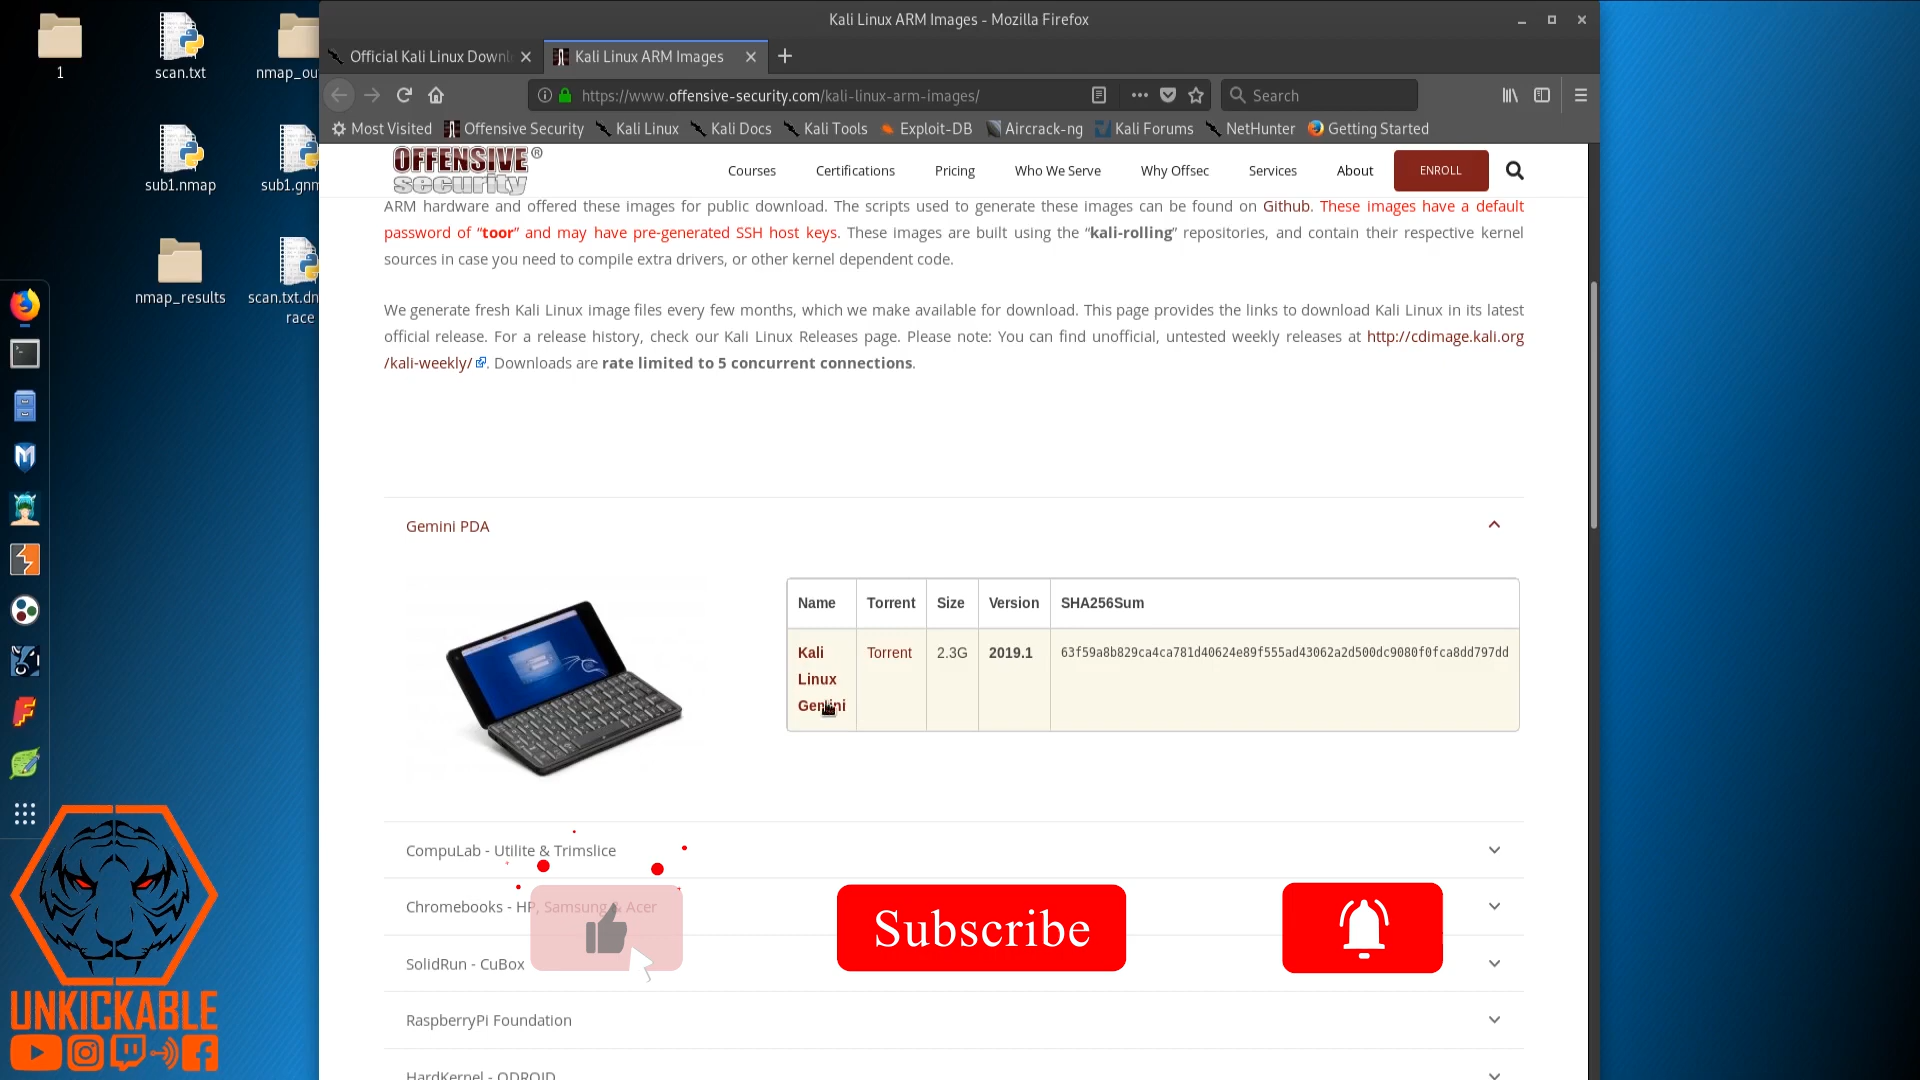 1
scan.txt
nmap_ou
sub1.nmap
sub1.gnm
nmap_results
scan.txt.dn
race
Kali Linux ARM Images - Mozilla Firefox
Official Kali Linux Downl
Kali Linux ARM Images
https://www.offensive-security.com/kali-linux-arm-images/
Search
Most Visited
Offensive Security
Kali Linux
Kali Docs
Kali Tools
Exploit-DB
Aircrack-ng
Kali Forums
NetHunter
Getting Started
OFFENSIVE®
security
Courses
Certifications
Pricing
Who We Serve
Why Offsec
Services
About
ENROLL
ARM hardware and offered these images for public download. The scripts used to generate these images can be found on Github. These images have a default
password of “toor” and may have pre-generated SSH host keys. These images are built using the “kali-rolling” repositories, and contain their respective kernel
sources in case you need to compile extra drivers, or other kernel dependent code.
We generate fresh Kali Linux image files every few months, which we make available for download. This page provides the links to download Kali Linux in its latest
official release. For a release history, check our Kali Linux Releases page. Please note: You can find unofficial, untested weekly releases at http://cdimage.kali.org
/kali-weekly/. Downloads are rate limited to 5 concurrent connections.
Gemini PDA
Name Torrent Size Version SHA256Sum
Kali Torrent 2.3G 2019.1 63f59a8b829ca4ca781d40624e89f555ad43062a2d500dc9080f0fca8dd797dd
Linux
Gemini
CompuLab - Utilite & Trimslice
Chromebooks - HP, Samsung & Acer
SolidRun - CuBox
RaspberryPi Foundation
HardKernel - ODROID
Subscribe
UNKICKABLE